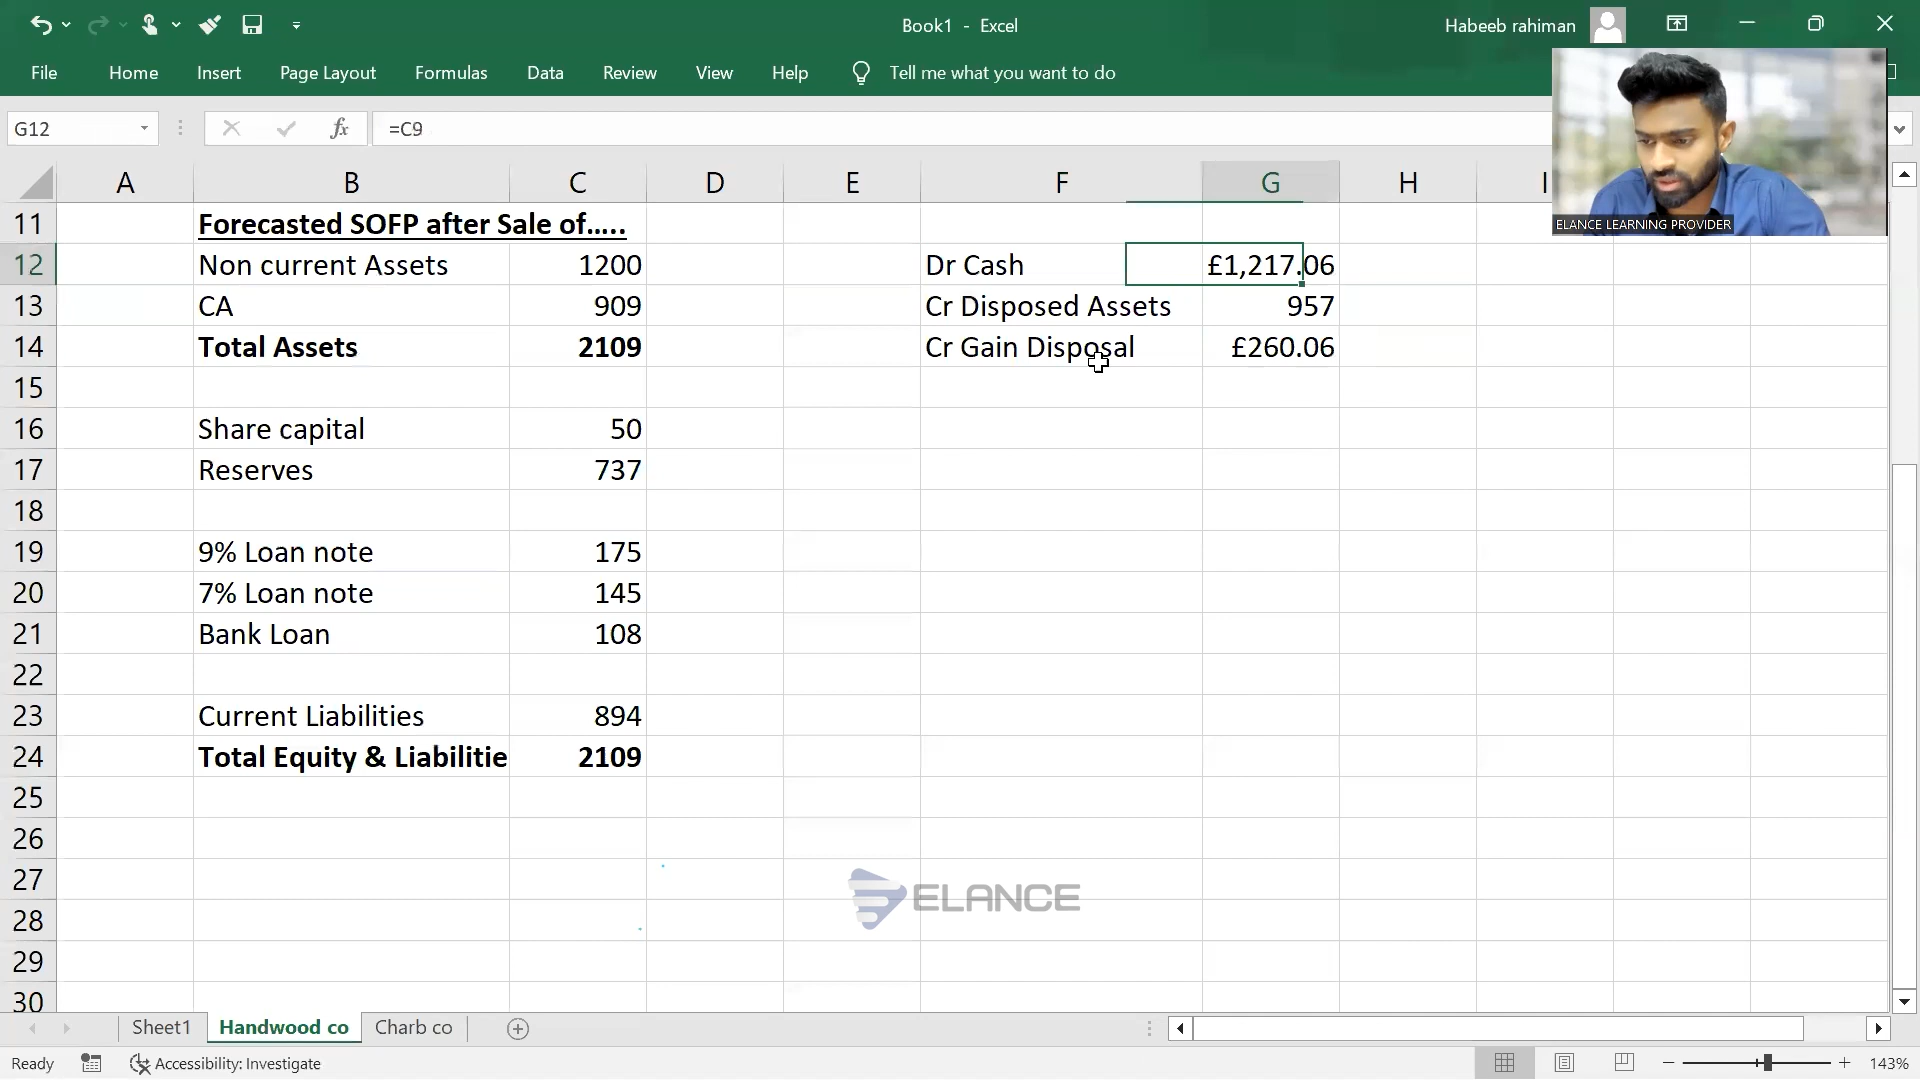 Book1 - Excel
Habeeb rahiman
File Home Insert Page Layout Formulas Data Review View Help Tell me what you want to do
G12 fx =C9
A B C D E F G H I
11 Forecasted SOFP after Sale of.....
12 Non current Assets 1200 Dr Cash £1,217.06
13 CA 909 Cr Disposed Assets 957
14 Total Assets 2109 Cr Gain Disposal £260.06
15
16 Share capital 50
17 Reserves 737
18
19 9% Loan note 175
20 7% Loan note 145
21 Bank Loan 108
22
23 Current Liabilities 894
24 Total Equity & Liabilitie 2109
25
26
27
28
29
30
ELANCE LEARNING PROVIDER
ELANCE
Sheet1 Handwood co Charb co
Ready Accessibility: Investigate 143%